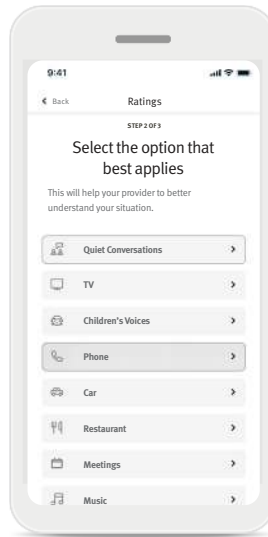 9:41
Back Ratings
STEP 2 OF 3
Select the option that
best applies
This will help your provider to better
understand your situation.
Quiet Conversations
TV
Children's Voices
Phone
Car
Restaurant
Meetings
Music